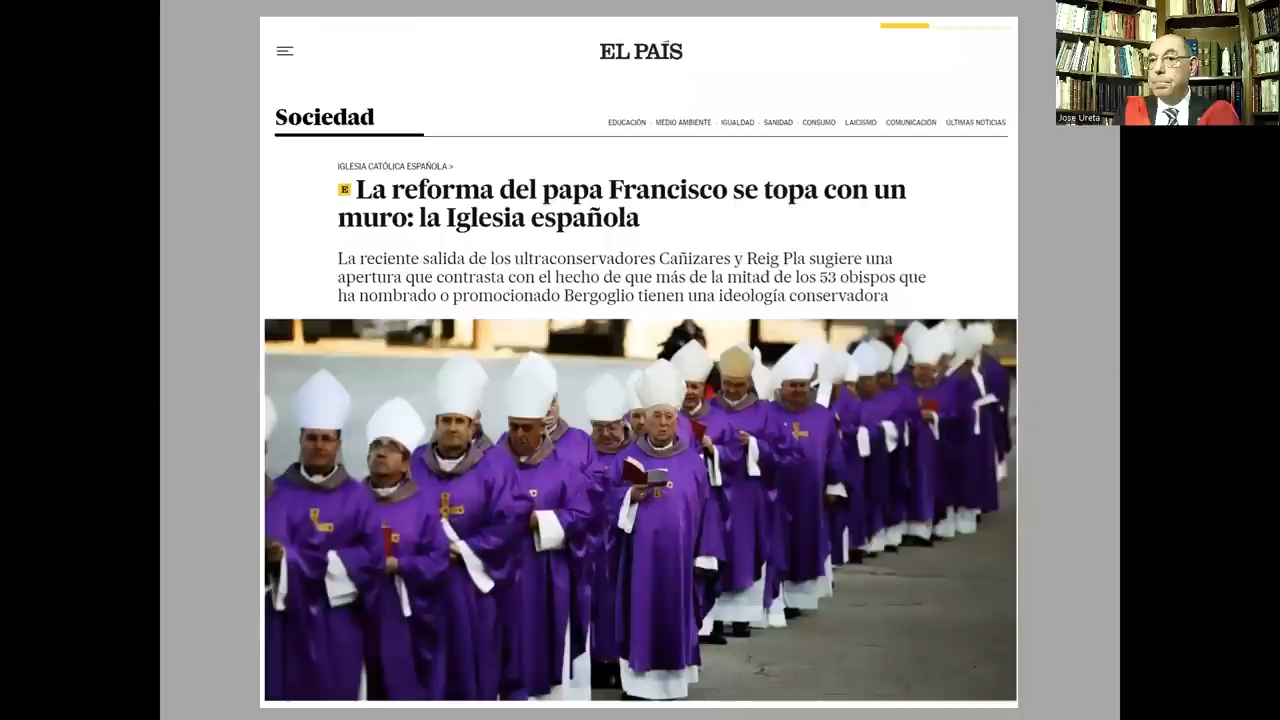 EL PAÍS
Jose Ureta
Sociedad
EDUCACIÓN · MEDIO AMBIENTE · IGUALDAD · SANIDAD · CONSUMO LAICISMO COMUNICACIÓN ÚLTIMAS NOTICIAS
IGLESIA CATÓLICA ESPAÑOLA >
E La reforma del papa Francisco se topa con un
muro: la Iglesia española
La reciente salida de los ultraconservadores Cañizares y Reig Pla sugiere una
apertura que contrasta con el hecho de que más de la mitad de los 53 obispos que
ha nombrado o promocionado Bergoglio tienen una ideología conservadora